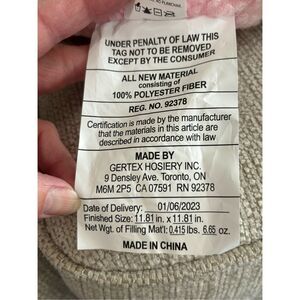 UNDER PENALTY OF LAW THIS
TAG NOT TO BE REMOVED
EXCEPT BY THE CONSUMER
ALL NEW MATERIAL
consisting of
100% POLYESTER FIBER
REG. NO. 92378
Certification is made by the manufacturer
that the materials in this article are
described in accordance with law
MADE BY
GERTEX HOSIERY INC.
9 Densley Ave. Toronto, ON
M6M 2P5 CA 07591 RN 92378
Date of Delivery: 01/06/2023
Finished Size: 11.81 in. x 11.81 in.
Net Wgt. of Filling Mat'l: 0.415 lbs. 6.65 oz.
MADE IN CHINA